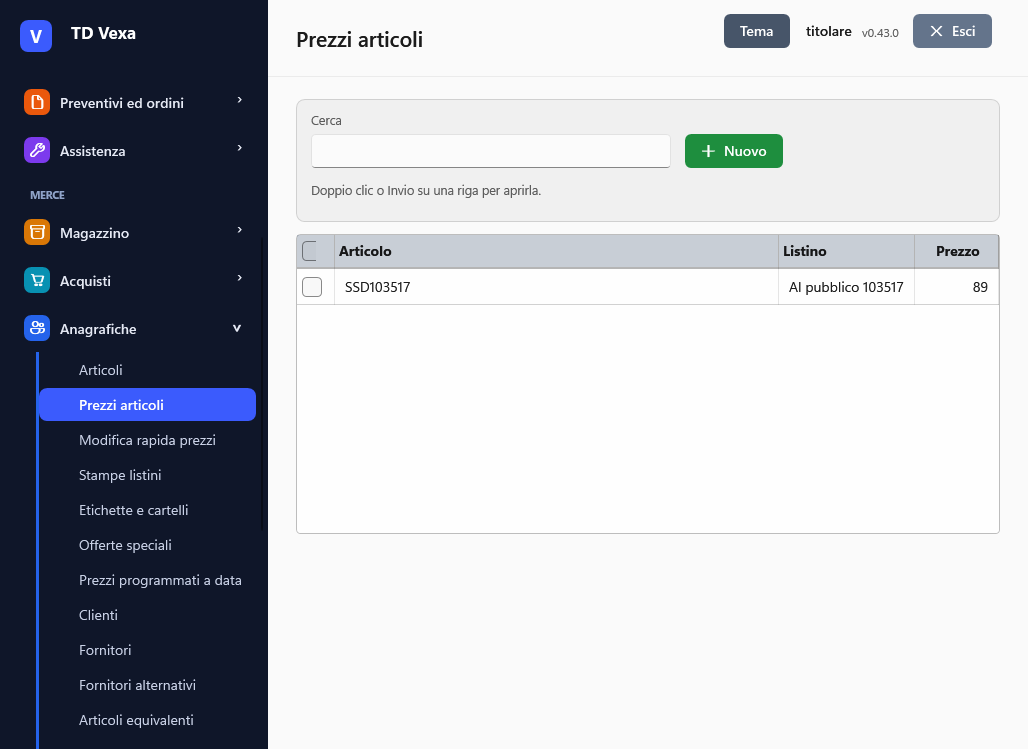 V TD Vexa
Preventivi ed ordini
Assistenza
MERCE
Magazzino
Acquisti
Anagrafiche
Articoli
Prezzi articoli
Modifica rapida prezzi
Stampe listini
Etichette e cartelli
Offerte speciali
Prezzi programmati a data
Clienti
Fornitori
Fornitori alternativi
Articoli equivalenti
Prezzi articoli
Tema titolare v0.43.0 Esci
Cerca
Nuovo
Doppio clic o Invio su una riga per aprirla.
Articolo Listino Prezzo
SSD103517 Al pubblico 103517 89